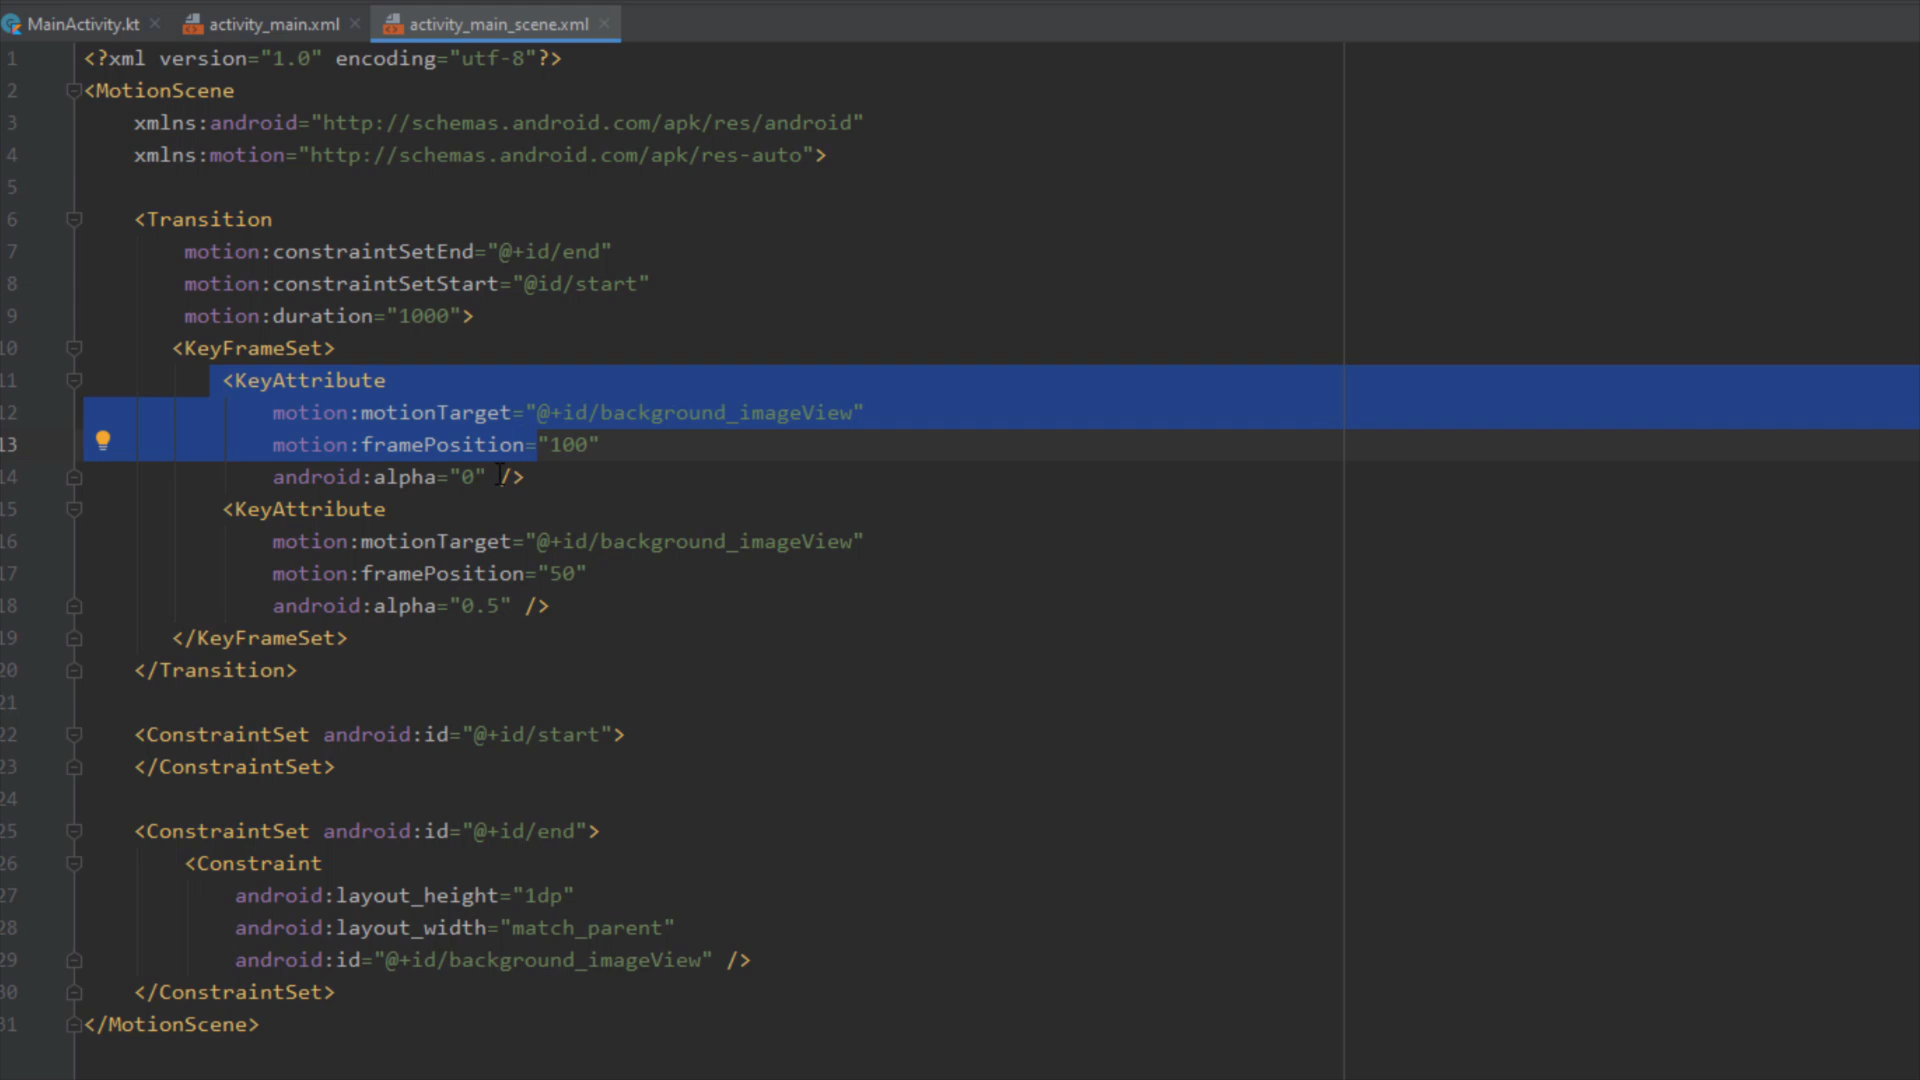 MainActivity.kt activity_main.xml activity_main_scene.xml
1 <?xml version="1.0" encoding="utf-8"?>
2 <MotionScene
3 xmlns:android="http://schemas.android.com/apk/res/android"
4 xmlns:motion="http://schemas.android.com/apk/res-auto">
5
6 <Transition
7 motion:constraintSetEnd="@+id/end"
8 motion:constraintSetStart="@id/start"
9 motion:duration="1000">
10 <KeyFrameSet>
11 <KeyAttribute
12 motion:motionTarget="@+id/background_imageView"
13 motion:framePosition="100"
14 android:alpha="0" />
15 <KeyAttribute
16 motion:motionTarget="@+id/background_imageView"
17 motion:framePosition="50"
18 android:alpha="0.5" />
19 </KeyFrameSet>
20 </Transition>
21
22 <ConstraintSet android:id="@+id/start">
23 </ConstraintSet>
24
25 <ConstraintSet android:id="@+id/end">
26 <Constraint
27 android:layout_height="1dp"
28 android:layout_width="match_parent"
29 android:id="@+id/background_imageView" />
30 </ConstraintSet>
31 </MotionScene>